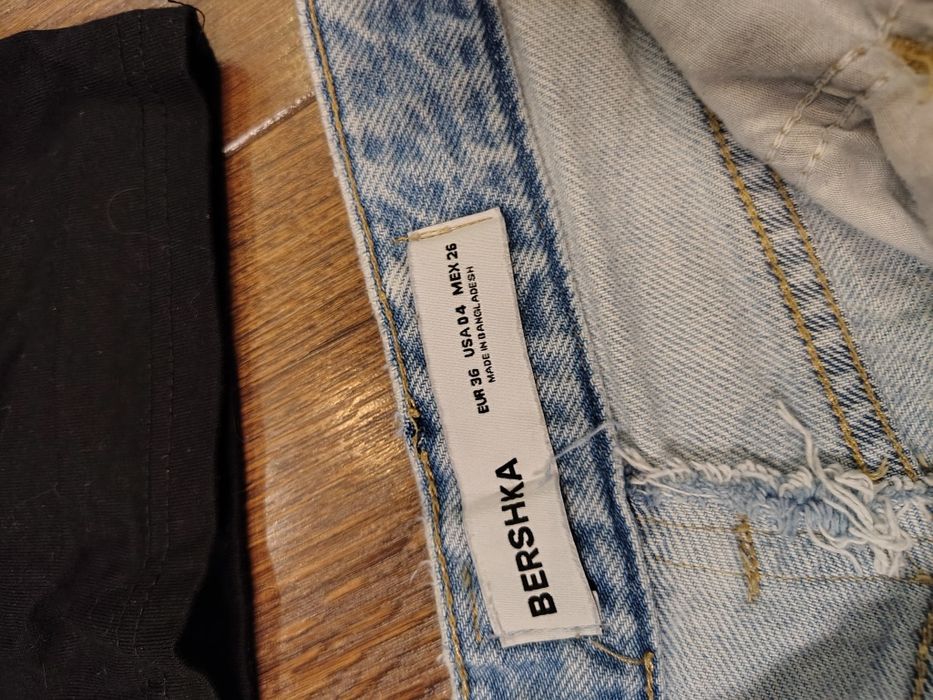 BERSHKA
EUR 36 USA 04 MEX 26
MADE IN BANGLADESH